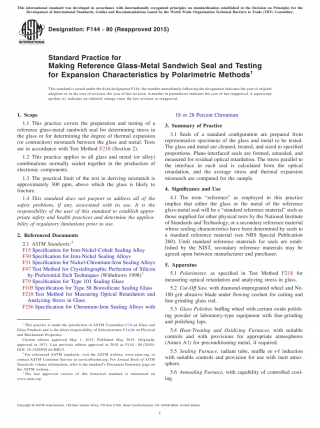 This international standard was developed in accordance with internationally recognized principles on standardization established in the Decision on Principles for the
Development of International Standards, Guides and Recommendations issued by the World Trade Organization Technical Barriers to Trade (TBT) Committee.
Designation: F144 − 80 (Reapproved 2015)
Standard Practice for
Making Reference Glass-Metal Sandwich Seal and Testing
for Expansion Characteristics by Polarimetric Methods1
This standard is issued under the fixed designation F144; the number immediately following the designation indicates the year of
original adoption or, in the case of revision, the year of last revision. A number in parentheses indicates the year of last reapproval. A
superscript epsilon (ε) indicates an editorial change since the last revision or reapproval.
1. Scope
1.1 This practice covers the preparation and testing of a
reference glass-metal sandwich seal for determining stress in
the glass or for determining the degree of thermal expansion
(or contraction) mismatch between the glass and metal. Tests
are in accordance with Test Method F218 (Section 2).
1.2 This practice applies to all glass and metal (or alloy)
combinations normally sealed together in the production of
electronic components.
1.3 The practical limit of the test in deriving mismatch is
approximately 300 ppm, above which the glass is likely to
fracture.
1.4 This standard does not purport to address all of the
safety problems, if any, associated with its use. It is the
responsibility of the user of this standard to establish appro-
priate safety and health practices and determine the applica-
bility of regulatory limitations prior to use.
2. Referenced Documents
2.1 ASTM Standards:2
F15 Specification for Iron-Nickel-Cobalt Sealing Alloy
F30 Specification for Iron-Nickel Sealing Alloys
F31 Specification for Nickel-Chromium-Iron Sealing Alloys
F47 Test Method for Crystallographic Perfection of Silicon
by Preferential Etch Techniques (Withdrawn 1998)
F79 Specification for Type 101 Sealing Glass
F105 Specification for Type 58 Borosilicate Sealing Glass
F218 Test Method for Measuring Optical Retardation and
Analyzing Stress in Glass
F256 Specification for Chromium-Iron Sealing Alloys with
18 or 28 Percent Chromium
3. Summary of Practice
3.1 Seals of a standard configuration are prepared from
representative specimens of the glass and metal to be tested.
The glass and metal are cleaned, treated, and sized to specified
proportions. Plane-interfaced seals are formed, annealed, and
measured for residual optical retardation. The stress parallel to
the interface in each seal is calculated from the optical
retardation, and the average stress and thermal expansion
mismatch are computed for the sample.
4. Significance and Use
4.1 The term "reference" as employed in this practice
implies that either the glass or the metal of the reference
glass-metal seal will be a "standard reference material" such as
those supplied for other physical tests by the National Institute
of Standards and Technology, or a secondary reference material
whose sealing characteristics have been determined by seals to
a standard reference material (see NBS Special Publication
260). Until standard reference materials for seals are estab-
lished by the NIST, secondary reference materials may be
agreed upon between manufacturer and purchaser.
5. Apparatus
5.1 Polarimeter, as specified in Test Method F218 for
measuring optical retardation and analyzing stress in glass.
5.2 Cut-Off Saw, with diamond-impregnated wheel and No.
180 grit abrasive blade under flowing coolant for cutting and
fine-grinding glass rod.
5.3 Glass Polisher, buffing wheel with cerium oxide polish-
ing powder or laboratory-type equipment with fine-grinding
and polishing laps.
5.4 Heat-Treating and Oxidizing Furnaces, with suitable
controls and with provisions for appropriate atmospheres
(Annex A1) for preconditioning metal, if required.
5.5 Sealing Furnace, radiant tube, muffle or r-f induction
with suitable controls and provision for use with inert atmo-
sphere.
5.6 Annealing Furnace, with capability of controlled cool-
ing.
1 This practice is under the jurisdiction of ASTM Committee C14 on Glass and
Glass Products and is the direct responsibility of Subcommittee C14.04 on Physical
and Mechanical Properties.
Current edition approved May 1, 2015. Published May 2015. Originally
approved in 1971. Last previous edition approved in 2010 as F144 – 80 (2010).
2 For referenced ASTM standards, visit the ASTM website, www.astm.org, or
contact ASTM Customer Service at service@astm.org. For Annual Book of ASTM
Standards volume information, refer to the standard's Document Summary page on
the ASTM website.
The last approved version of this historical standard is referenced on
www.astm.org.
Copyright © ASTM International, 100 Barr Harbor Drive, PO Box C700, West Conshohocken, PA 19428-2959. United States
1